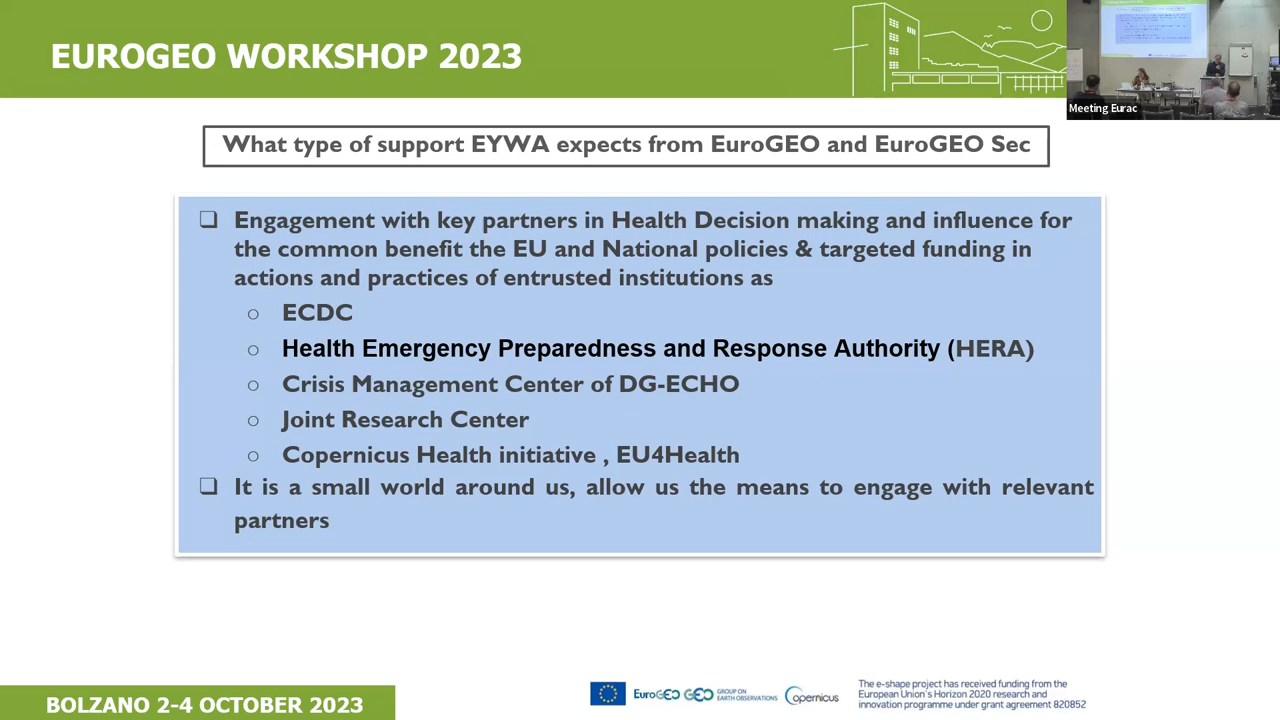 EUROGEO WORKSHOP 2023
Meeting Eurac
What type of support EYWA expects from EuroGEO and EuroGEO Sec
❑ Engagement with key partners in Health Decision making and influence for
the common benefit the EU and National policies & targeted funding in
actions and practices of entrusted institutions as
○ ECDC
○ Health Emergency Preparedness and Response Authority (HERA)
○ Crisis Management Center of DG-ECHO
○ Joint Research Center
○ Copernicus Health initiative , EU4Health
❑ It is a small world around us, allow us the means to engage with relevant
partners
BOLZANO 2-4 OCTOBER 2023
EuroGEO
GEO GROUP ON
EARTH OBSERVATIONS
opernicus
The e-shape project has received funding from the
European Union's Horizon 2020 research and
innovation programme under grant agreement 820852